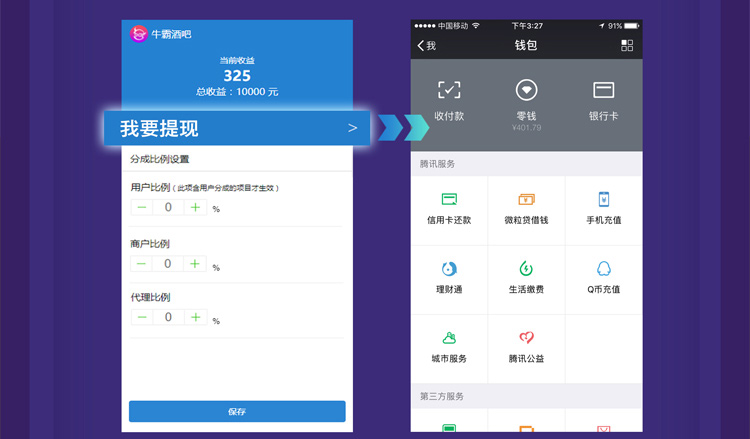 牛霸酒吧
当前收益
325
总收益：10000 元
我要提现 >
分成比例设置
用户比例（此项含用户分成的项目才生效）
－ 0 ＋ %
商户比例
－ 0 ＋ %
代理比例
－ 0 ＋ %
保存
中国移动 下午3:27 91%
我 钱包
收付款 零钱 银行卡
¥401.79
腾讯服务
信用卡还款 微粒贷借钱 手机充值
理财通 生活缴费 Q币充值
城市服务 腾讯公益
第三方服务